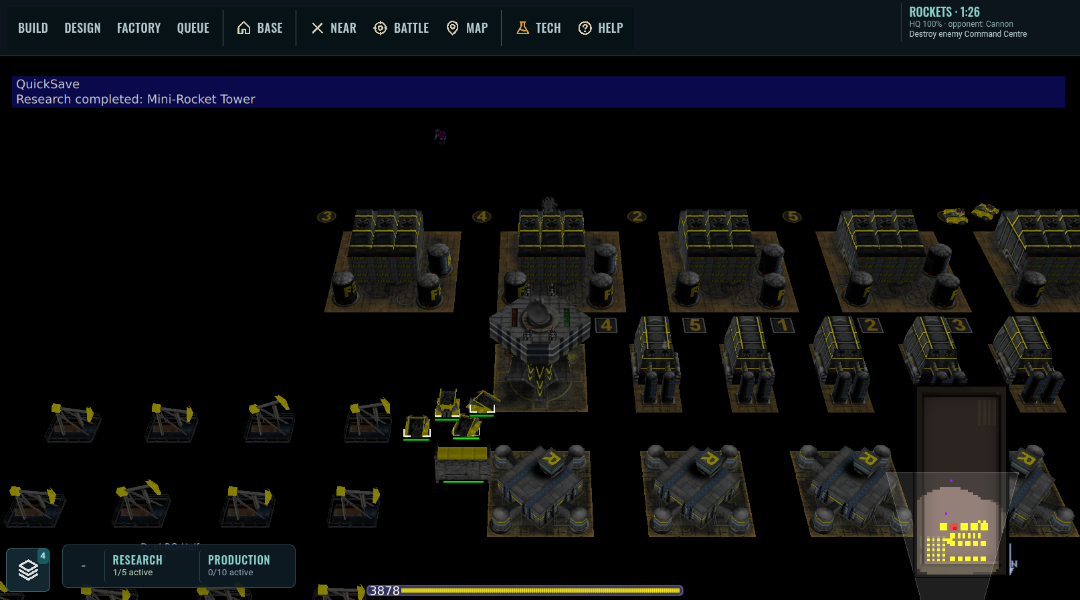 BUILD DESIGN FACTORY QUEUE BASE NEAR BATTLE MAP TECH HELP
ROCKETS · 1:26
HQ 100% · opponent: Cannon
Destroy enemy Command Centre
QuickSave
Research completed: Mini-Rocket Tower
3 4 2 5
4 5 1 2 3
F F F F
R R R R
4
- RESEARCH PRODUCTION
1/5 active 0/10 active
3878